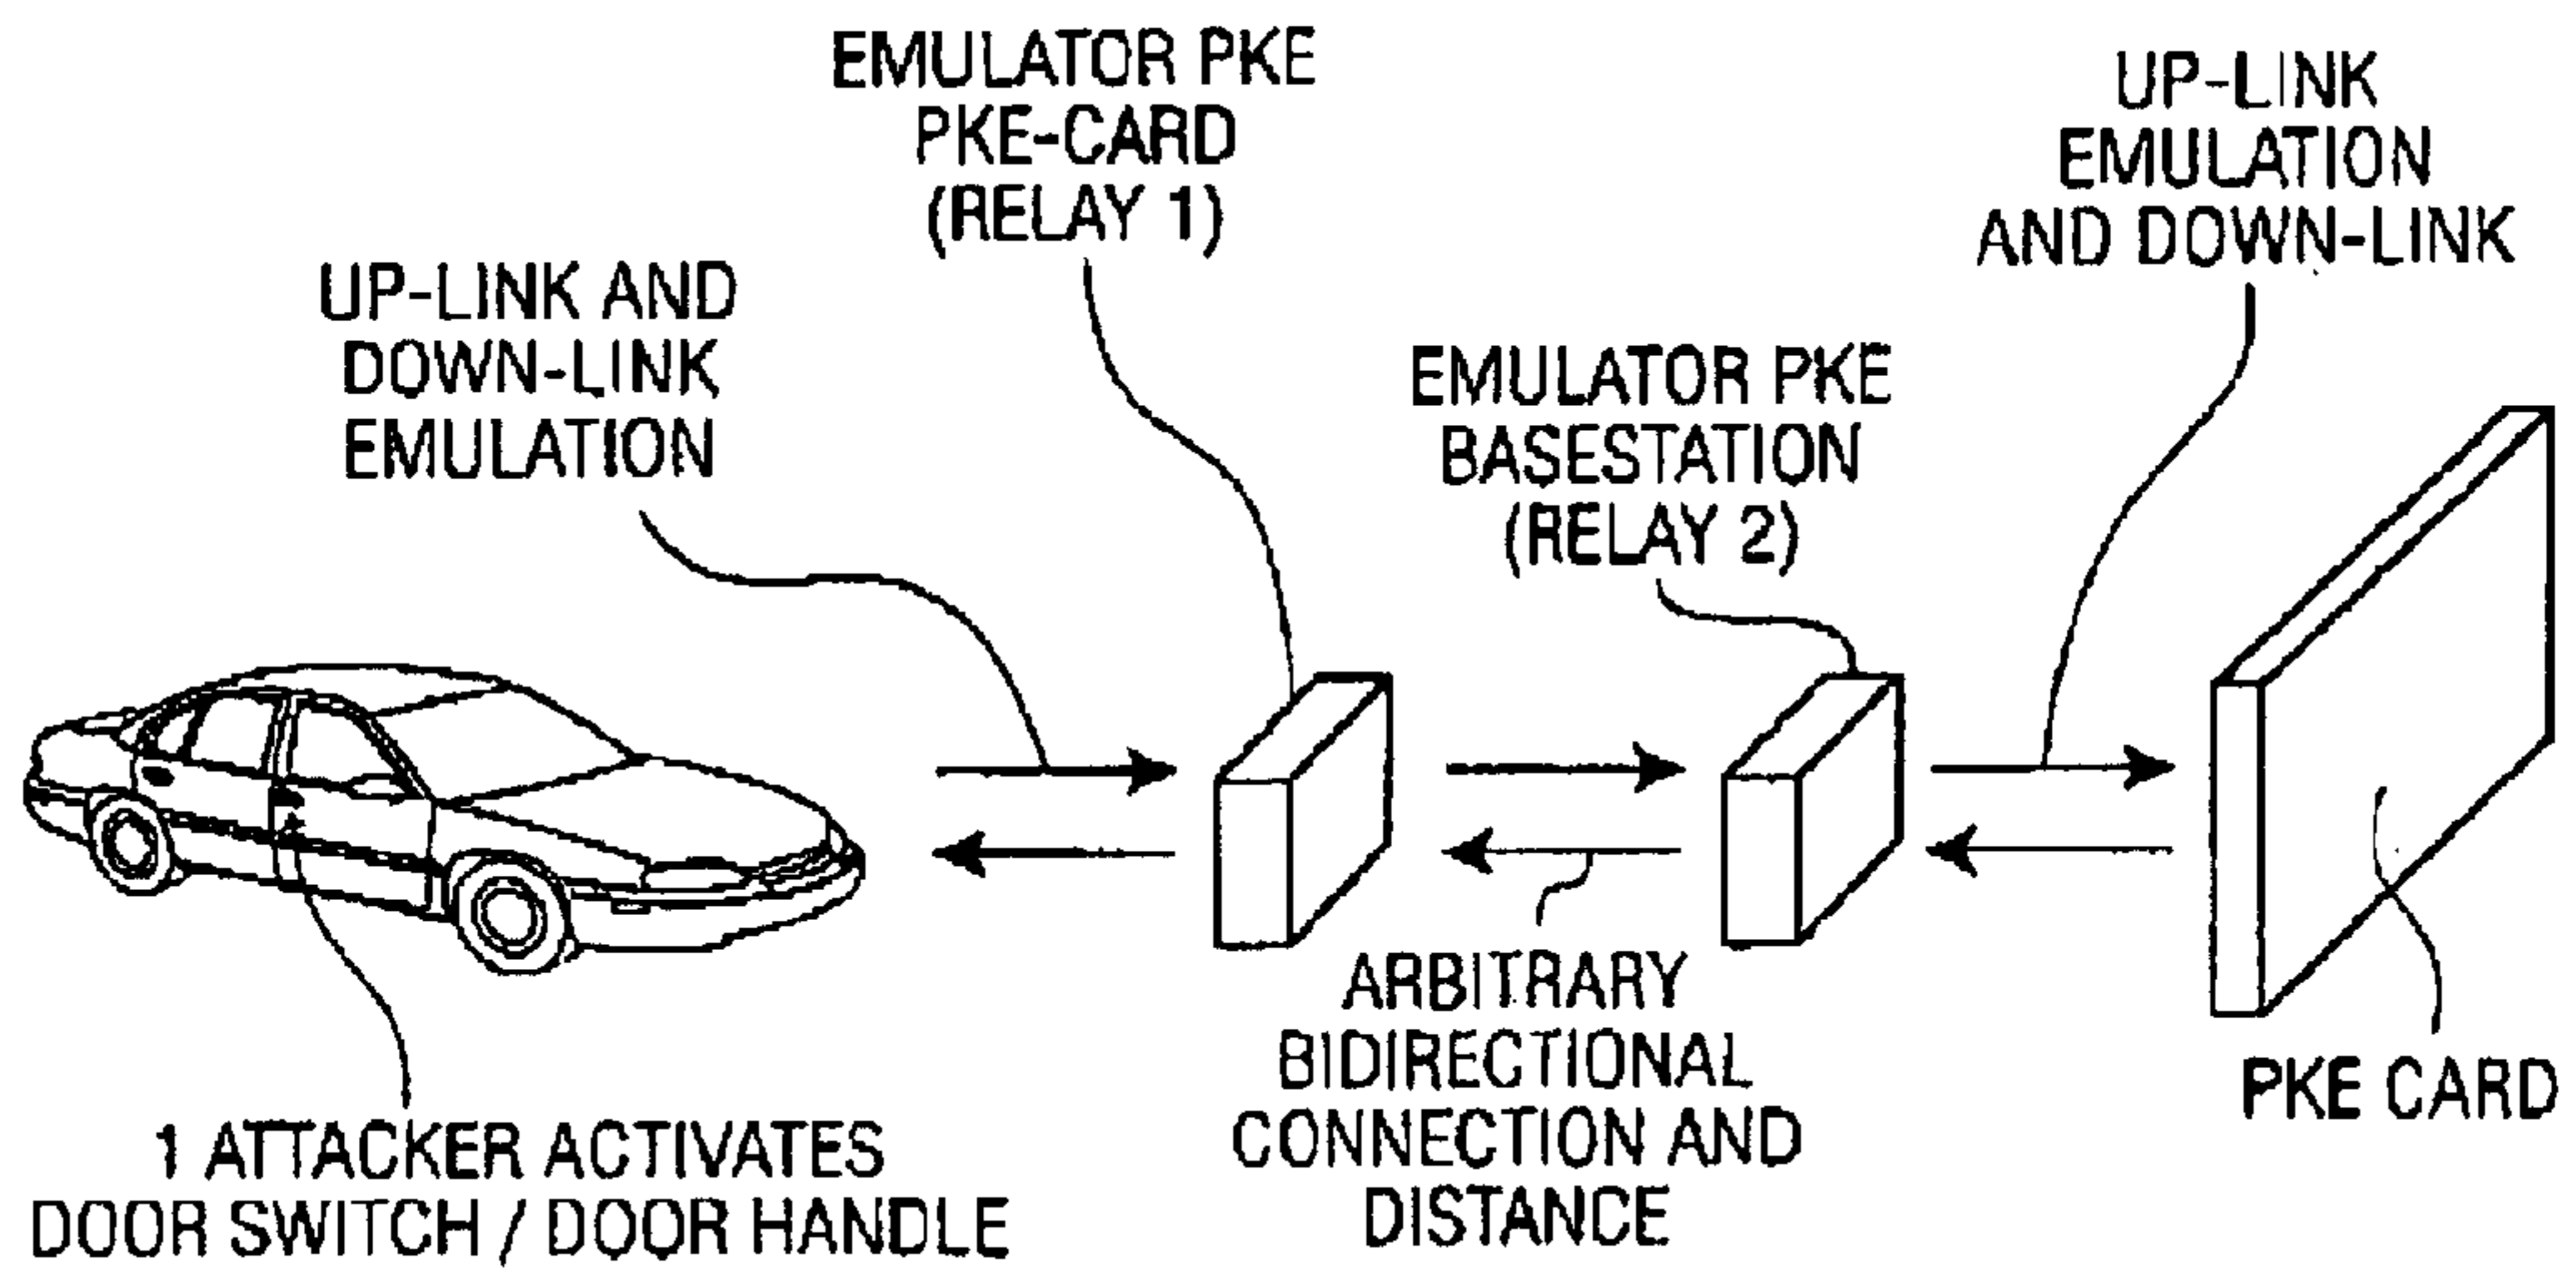 EMULATOR PKE
PKE-CARD
(RELAY 1)
UP-LINK
EMULATION
AND DOWN-LINK
UP-LINK AND
DOWN-LINK
EMULATION
EMULATOR PKE
BASESTATION
(RELAY 2)
ARBITRARY
BIDIRECTIONAL
CONNECTION AND
DISTANCE
PKE CARD
1 ATTACKER ACTIVATES
DOOR SWITCH / DOOR HANDLE